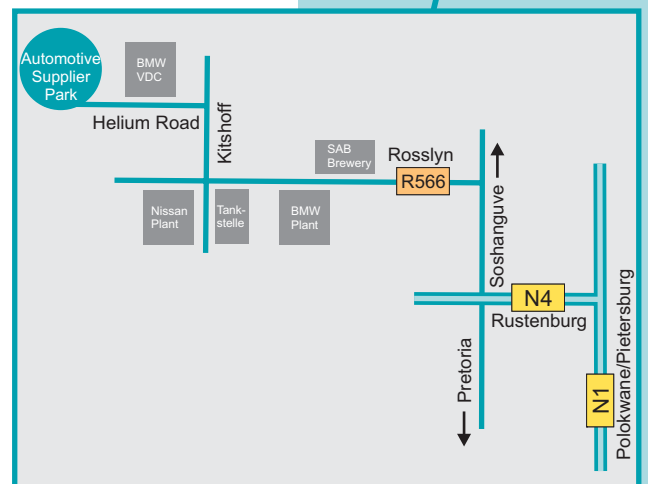 Automotive
Supplier
Park
BMW
VDC
Helium Road
Kitshoff
SAB
Brewery
Rosslyn
R566
Nissan
Plant
Tank-
stelle
BMW
Plant
Soshanguve
N4
Rustenburg
Pretoria
N1
Polokwane/Pietersburg